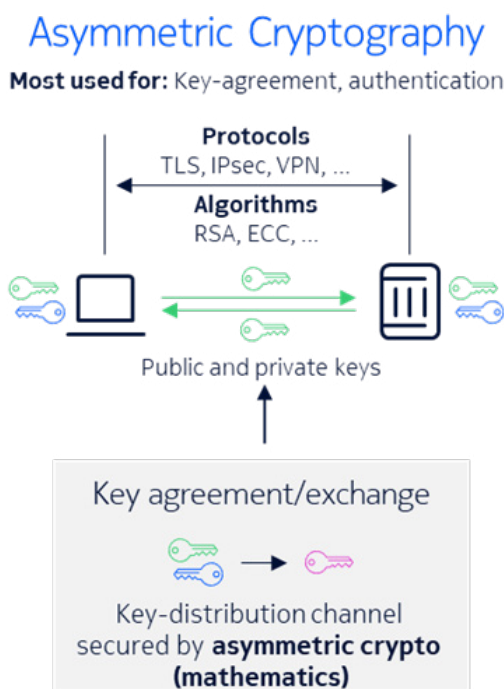 Asymmetric Cryptography
Most used for: Key-agreement, authentication
Protocols
TLS, IPsec, VPN, ...
Algorithms
RSA, ECC, ...
Public and private keys
Key agreement/exchange
Key-distribution channel
secured by asymmetric crypto
(mathematics)